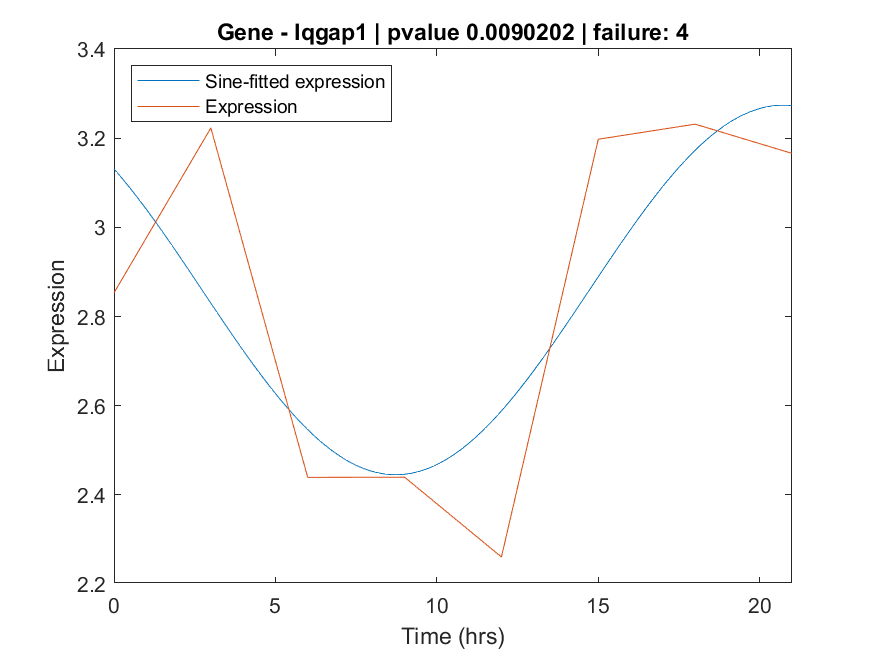 Gene - Iqgap1 | pvalue 0.0090202 | failure: 4
3.4
Sine-fitted expression
Expression
3.2
3
2.8
2.6
2.4
2.2
Expression
0
5
10
15
20
Time (hrs)